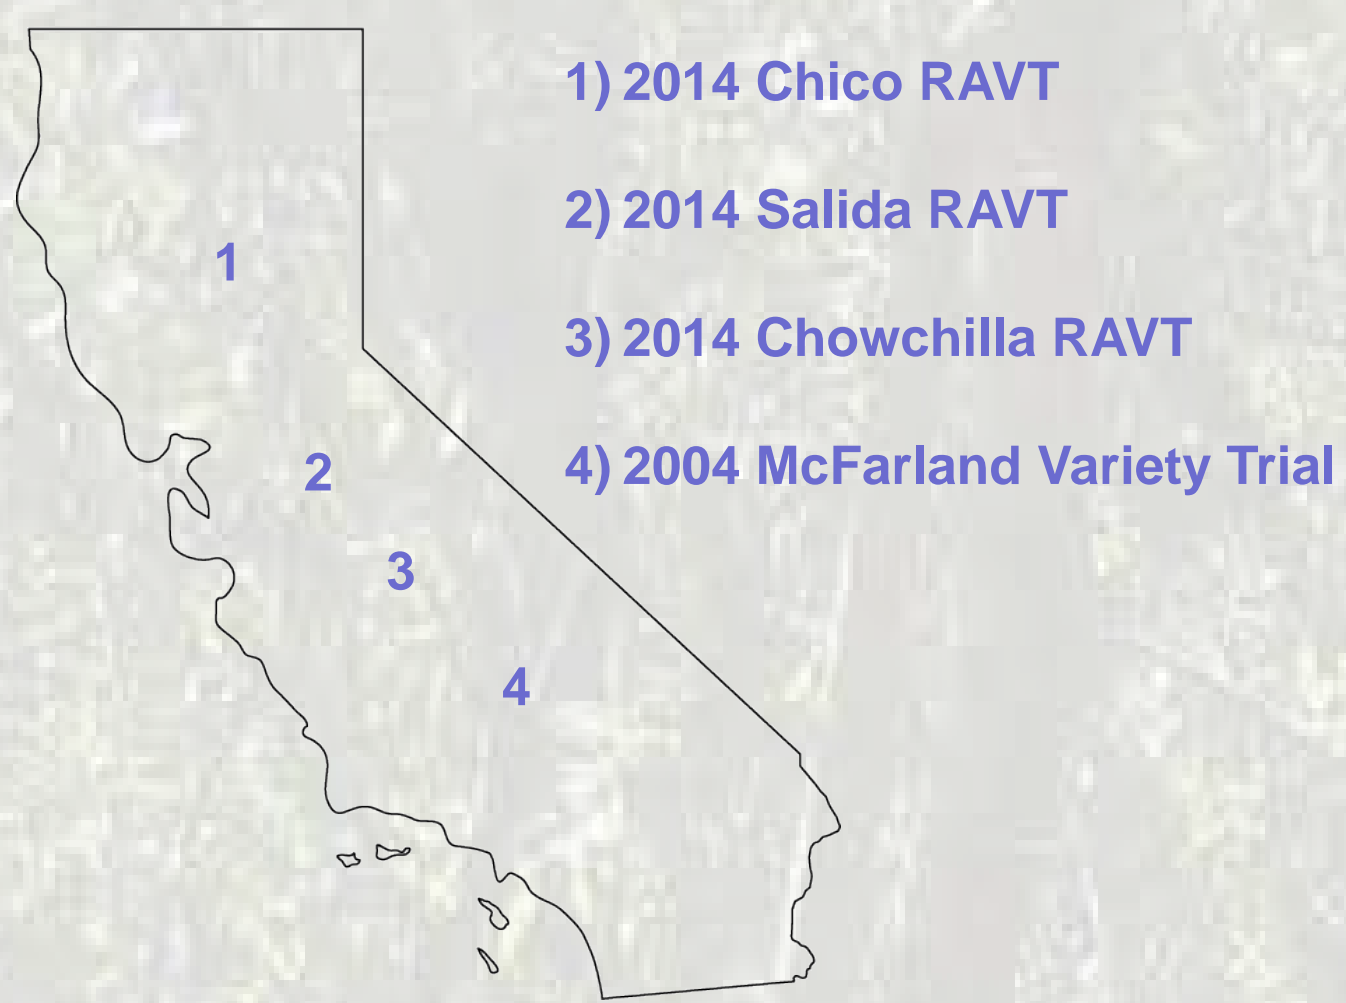 1) 2014 Chico RAVT
2) 2014 Salida RAVT
3) 2014 Chowchilla RAVT
4) 2004 McFarland Variety Trial
1
2
3
4